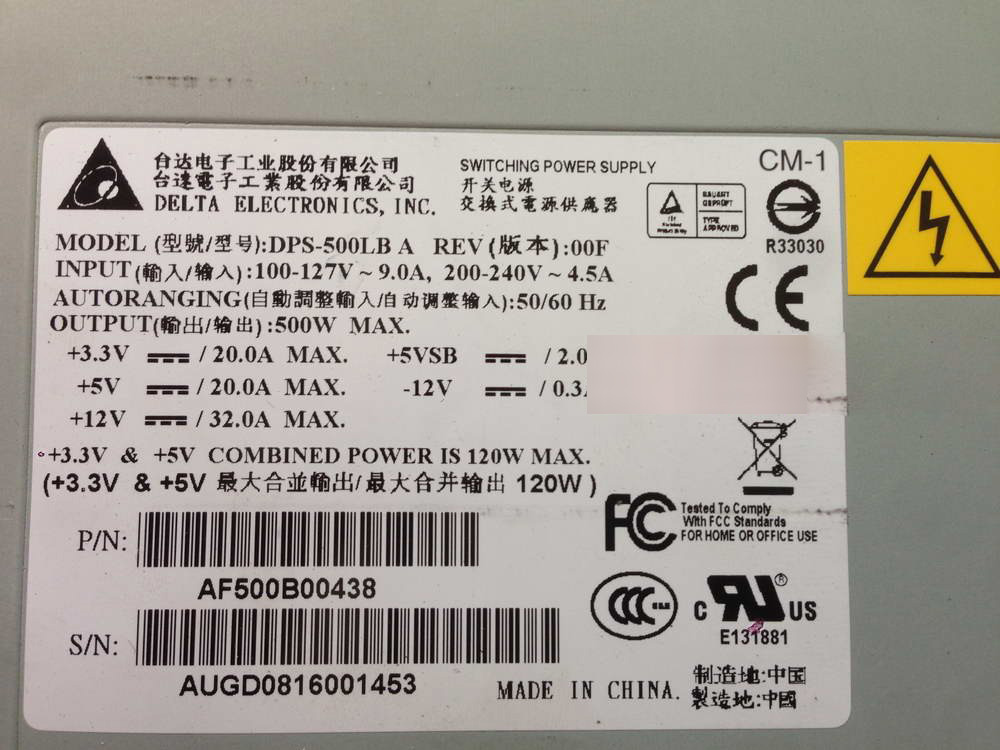 台达电子工业股份有限公司
台達電子工業股份有限公司
DELTA ELECTRONICS, INC.
SWITCHING POWER SUPPLY
开关电源
交換式電源供應器
CM-1
BAUART
GEPRÜFT
TYPE
APPROVED
R33030
MODEL (型號/型号):DPS-500LB A REV (版本):00F
INPUT(輸入/输入):100-127V ~ 9.0A, 200-240V ~ 4.5A
AUTORANGING(自動調整輸入/自动调整输入):50/60 Hz
OUTPUT(輸出/输出):500W MAX.
+3.3V / 20.0A MAX. +5VSB / 2.0
+5V / 20.0A MAX. -12V / 0.3
+12V / 32.0A MAX.
+3.3V & +5V COMBINED POWER IS 120W MAX.
(+3.3V & +5V 最大合並輸出/最大合并输出 120W)
CE
FC
Tested To Comply
With FCC Standards
FOR HOME OR OFFICE USE
P/N:
AF500B00438
S/N:
AUGD0816001453
CCC
C RU ® US
E131881
MADE IN CHINA.
制造地:中国
製造地:中國